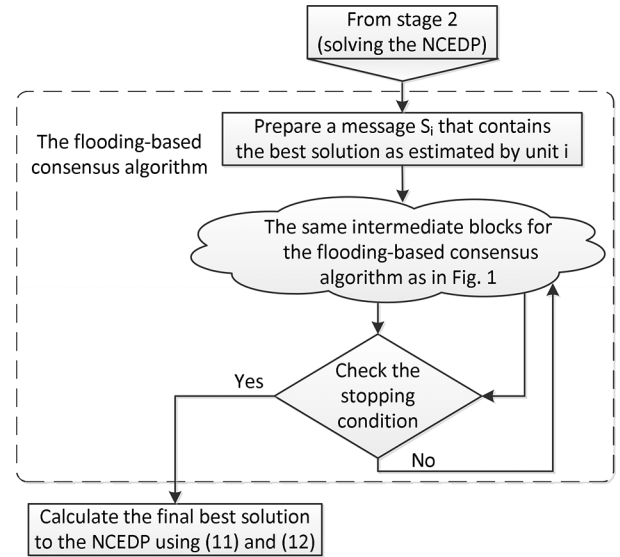 From stage 2
(solving the NCEDP)
The flooding-based
consensus algorithm
Prepare a message Si that contains
the best solution as estimated by unit i
The same intermediate blocks for
the flooding-based consensus
algorithm as in Fig. 1
Check the
stopping
condition
Yes
No
Calculate the final best solution
to the NCEDP using (11) and (12)